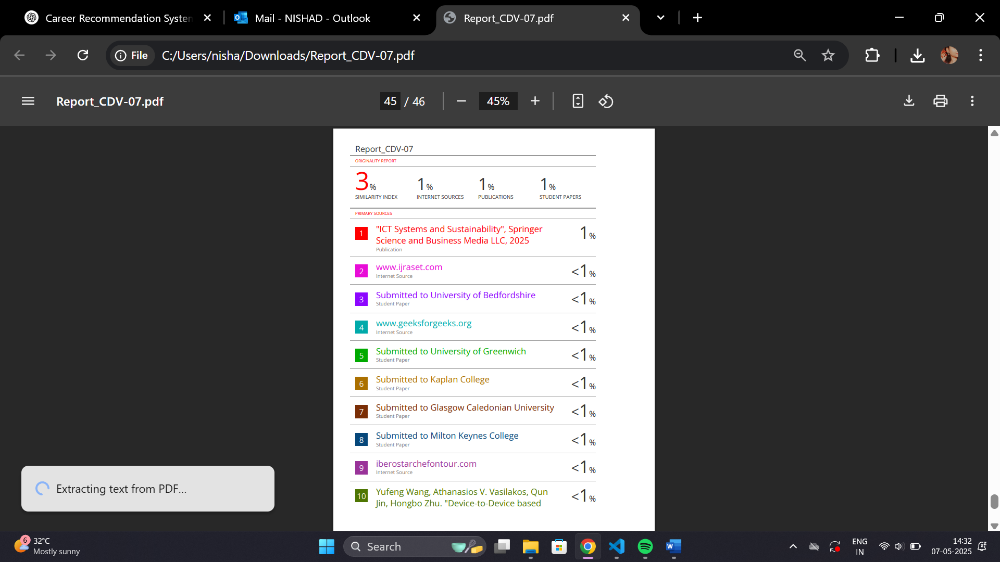 Career Recommendation System
Mail - NISHAD - Outlook
Report_CDV-07.pdf
File
C:/Users/nisha/Downloads/Report_CDV-07.pdf
Report_CDV-07.pdf
45 / 46
45%
Report_CDV-07
ORIGINALITY REPORT
3%
1%
1%
1%
SIMILARITY INDEX
INTERNET SOURCES
PUBLICATIONS
STUDENT PAPERS
PRIMARY SOURCES
1
"ICT Systems and Sustainability", Springer
Science and Business Media LLC, 2025
Publication
1%
2
www.ijraset.com
Internet Source
<1%
3
Submitted to University of Bedfordshire
Student Paper
<1%
4
www.geeksforgeeks.org
Internet Source
<1%
5
Submitted to University of Greenwich
Student Paper
<1%
6
Submitted to Kaplan College
Student Paper
<1%
7
Submitted to Glasgow Caledonian University
Student Paper
<1%
8
Submitted to Milton Keynes College
Student Paper
<1%
9
iberostarchefontour.com
Internet Source
<1%
10
Yufeng Wang, Athanasios V. Vasilakos, Qun
Jin, Hongbo Zhu. "Device-to-Device based
<1%
Extracting text from PDF...
6
32°C
Mostly sunny
Search
ENG
IN
14:32
07-05-2025